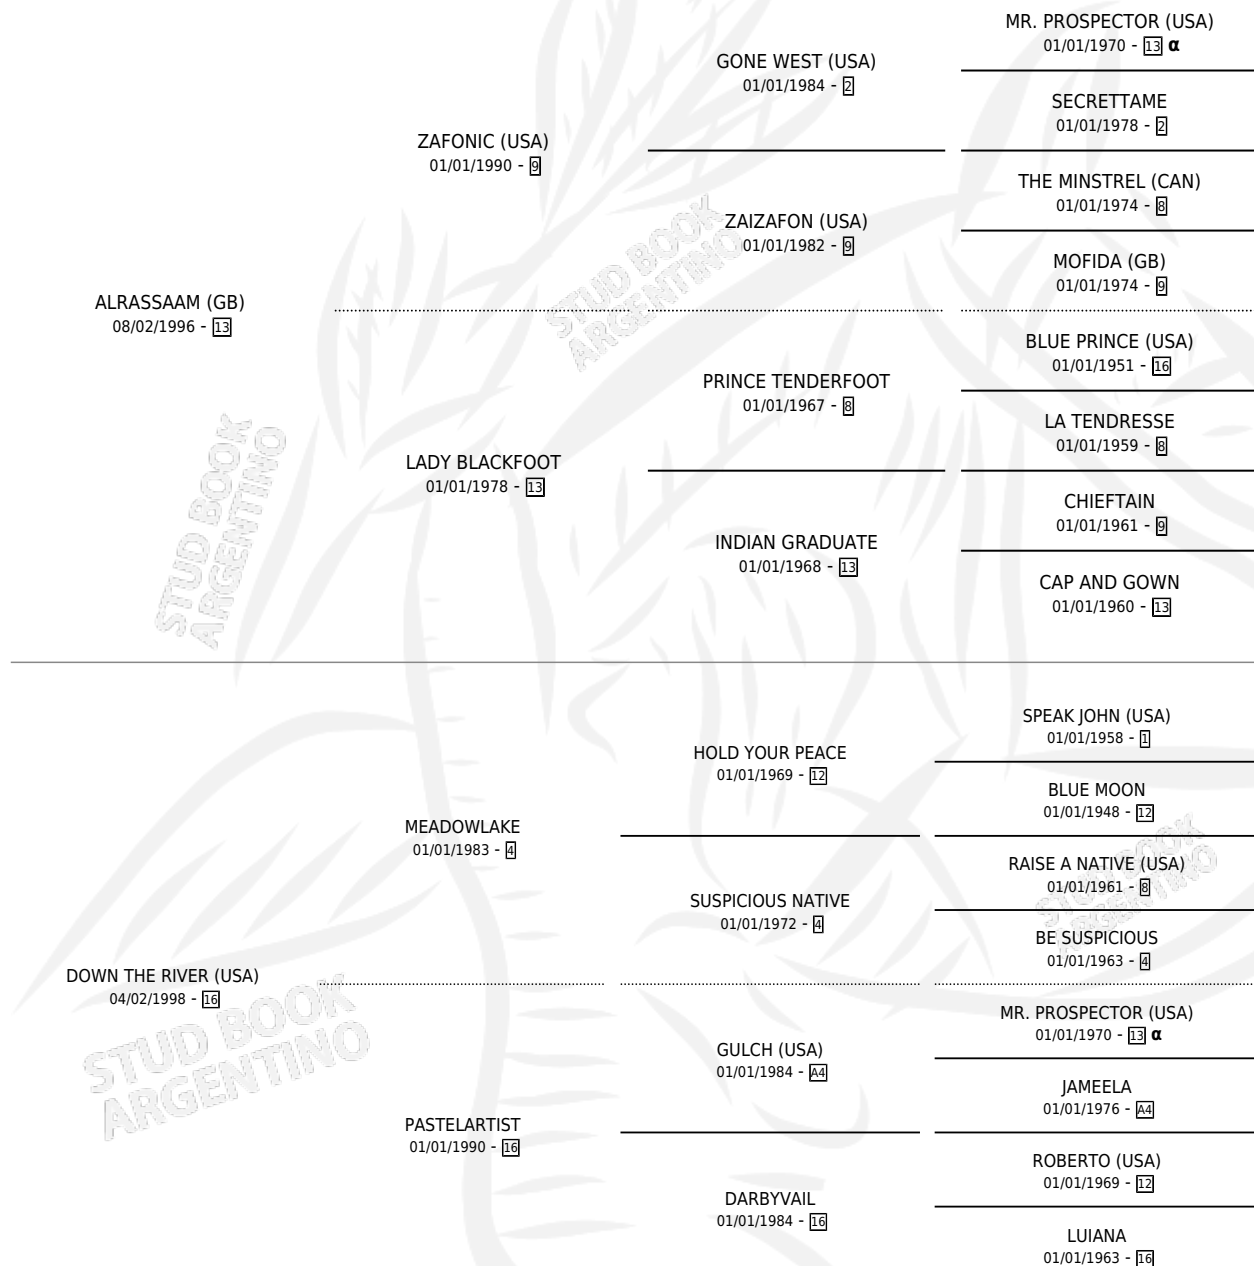 MR. PROSPECTOR (USA)
01/01/1970 - 13 α
GONE WEST (USA)
01/01/1984 - 2
SECRETTAME
01/01/1978 - 2
ZAFONIC (USA)
01/01/1990 - 9
THE MINSTREL (CAN)
01/01/1974 - 8
ZAIZAFON (USA)
01/01/1982 - 9
MOFIDA (GB)
01/01/1974 - 9
ALRASSAAM (GB)
08/02/1996 - 13
BLUE PRINCE (USA)
01/01/1951 - 16
PRINCE TENDERFOOT
01/01/1967 - 8
LA TENDRESSE
01/01/1959 - 8
LADY BLACKFOOT
01/01/1978 - 13
CHIEFTAIN
01/01/1961 - 9
INDIAN GRADUATE
01/01/1968 - 13
CAP AND GOWN
01/01/1960 - 13
SPEAK JOHN (USA)
01/01/1958 - 1
HOLD YOUR PEACE
01/01/1969 - 12
BLUE MOON
01/01/1948 - 12
MEADOWLAKE
01/01/1983 - 4
RAISE A NATIVE (USA)
01/01/1961 - 8
SUSPICIOUS NATIVE
01/01/1972 - 4
BE SUSPICIOUS
01/01/1963 - 4
DOWN THE RIVER (USA)
04/02/1998 - 16
MR. PROSPECTOR (USA)
01/01/1970 - 13 α
GULCH (USA)
01/01/1984 - A4
JAMEELA
01/01/1976 - A4
PASTELARTIST
01/01/1990 - 16
ROBERTO (USA)
01/01/1969 - 12
DARBYVAIL
01/01/1984 - 16
LUIANA
01/01/1963 - 16
STUD BOOK
ARGENTINO
STUD BOOK
ARGENTINO
STUD BOOK
ARGENTINO
STUD BOOK
ARGENTINO